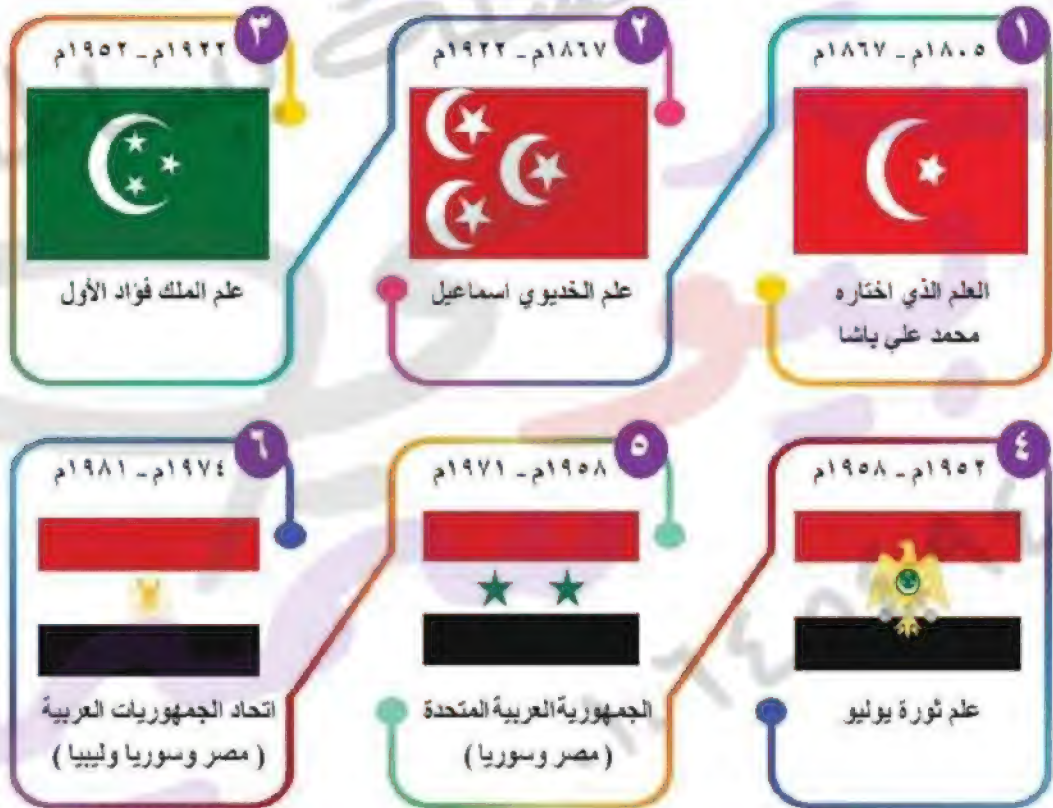 ١
١٨٠٥م - ١٨٦٧م
العلم الذي اختاره
محمد علي باشا
٢
١٨٦٧م - ١٩٢٢م
علم الخديوي اسماعيل
٣
١٩٢٢م - ١٩٥٢م
علم الملك فؤاد الأول
٤
١٩٥٢م - ١٩٥٨م
علم ثورة يوليو
٥
١٩٥٨م - ١٩٧١م
الجمهورية العربية المتحدة
( مصر وسوريا )
٦
١٩٧٤م - ١٩٨١م
اتحاد الجمهوريات العربية
( مصر وسوريا وليبيا )